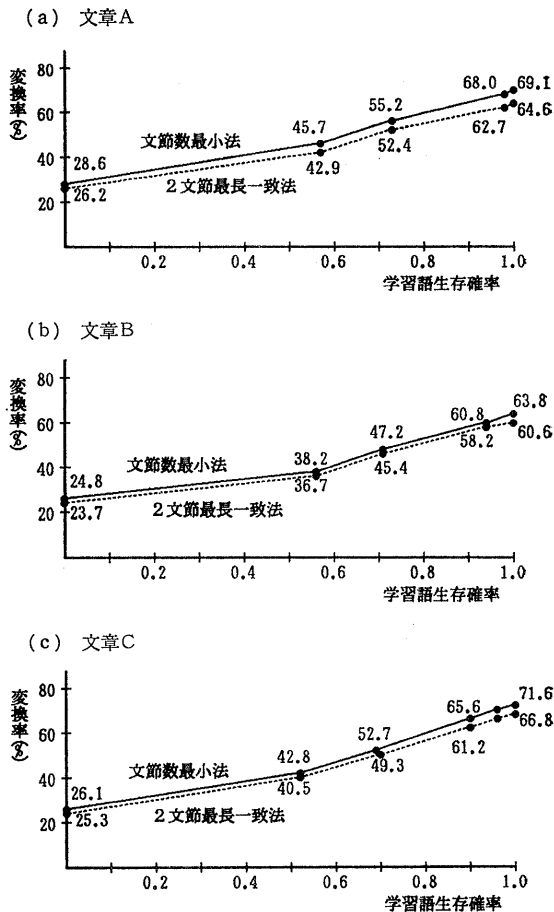 (a) 文章A
変換率(%)
80
60
40
20
68.0 69.1
55.2
45.7
64.6
62.7
52.4
42.9
文節数最小法
28.6
26.2
2文節最長一致法
0.2 0.4 0.6 0.8 1.0
学習語生存確率
(b) 文章B
変換率(%)
80
60
40
20
63.8
60.8
47.2
38.2
60.6
58.2
45.4
36.7
文節数最小法
24.8
23.7
2文節最長一致法
0.2 0.4 0.6 0.8 1.0
学習語生存確率
(c) 文章C
変換率(%)
80
60
40
20
71.6
65.6
52.7
42.8
66.8
61.2
49.3
40.5
文節数最小法
26.1
25.3
2文節最長一致法
0.2 0.4 0.6 0.8 1.0
学習語生存確率